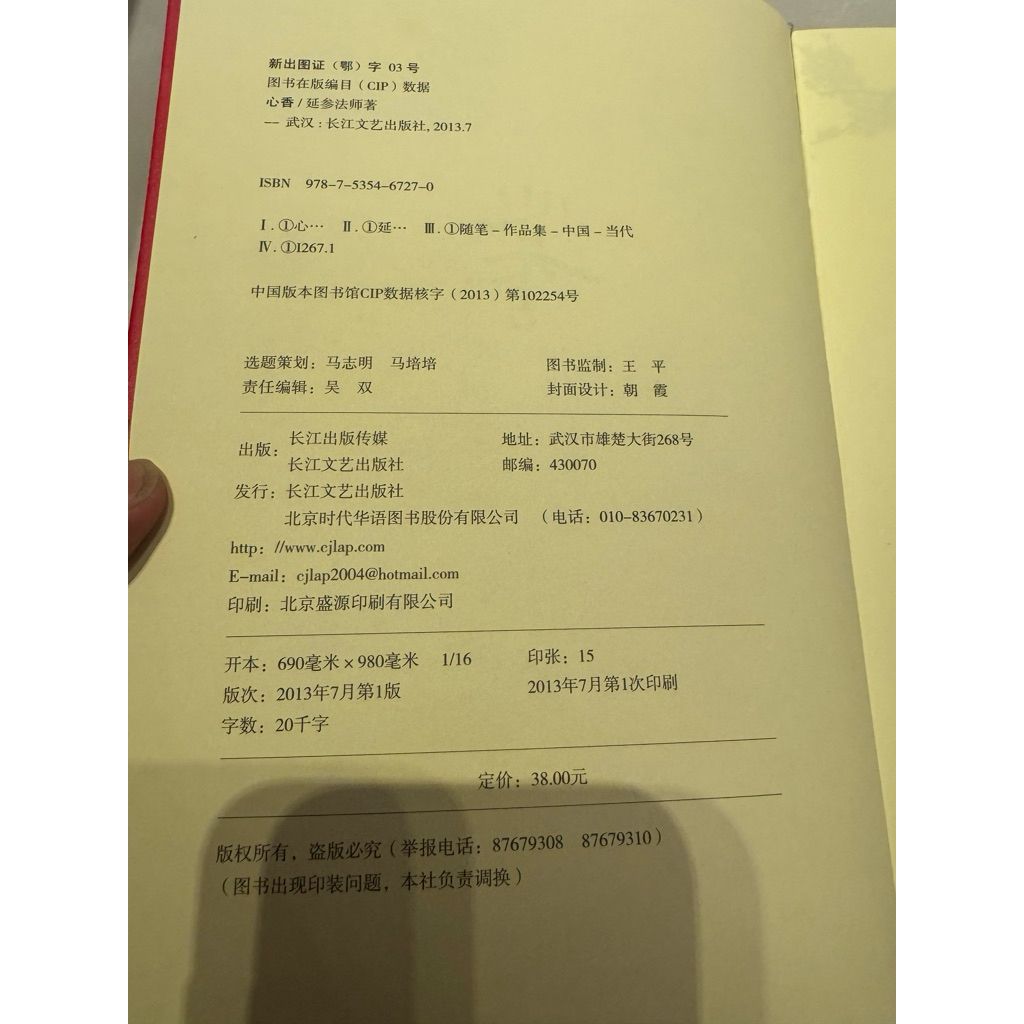 新出图证（鄂）字 03 号
图书在版编目（CIP）数据
心香 / 延参法师著
— 武汉：长江文艺出版社, 2013.7
ISBN 978-7-5354-6727-0
Ⅰ. ①心… Ⅱ. ①延… Ⅲ. ①随笔 – 作品集 – 中国 – 当代
Ⅳ. ①I267.1
中国版本图书馆CIP数据核字（2013）第102254号
选题策划：马志明 马培培 图书监制：王 平
责任编辑：吴 双 封面设计：朝 霞
出版：长江出版传媒 地址：武汉市雄楚大街268号
长江文艺出版社 邮编：430070
发行：长江文艺出版社
北京时代华语图书股份有限公司 （电话：010-83670231）
http：//www.cjlap.com
E-mail：cjlap2004@hotmail.com
印刷：北京盛源印刷有限公司
开本：690毫米×980毫米 1/16 印张：15
版次：2013年7月第1版 2013年7月第1次印刷
字数：20千字
定价：38.00元
版权所有，盗版必究（举报电话：87679308 87679310）
（图书出现印装问题，本社负责调换）